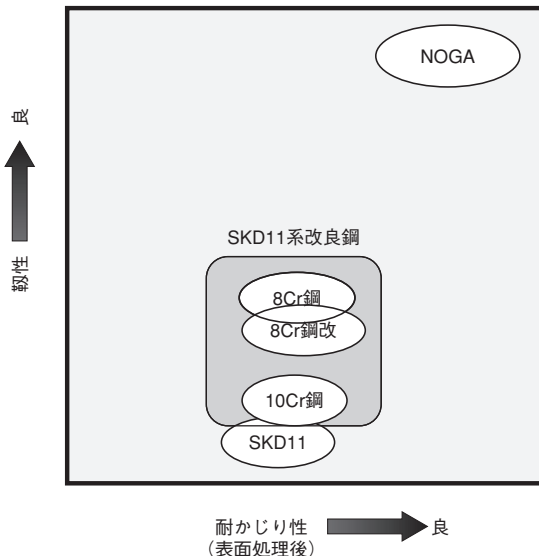 NOGA
良
靱性
SKD11系改良鋼
8Cr鋼
8Cr鋼改
10Cr鋼
SKD11
耐かじり性
良
(表面処理後)